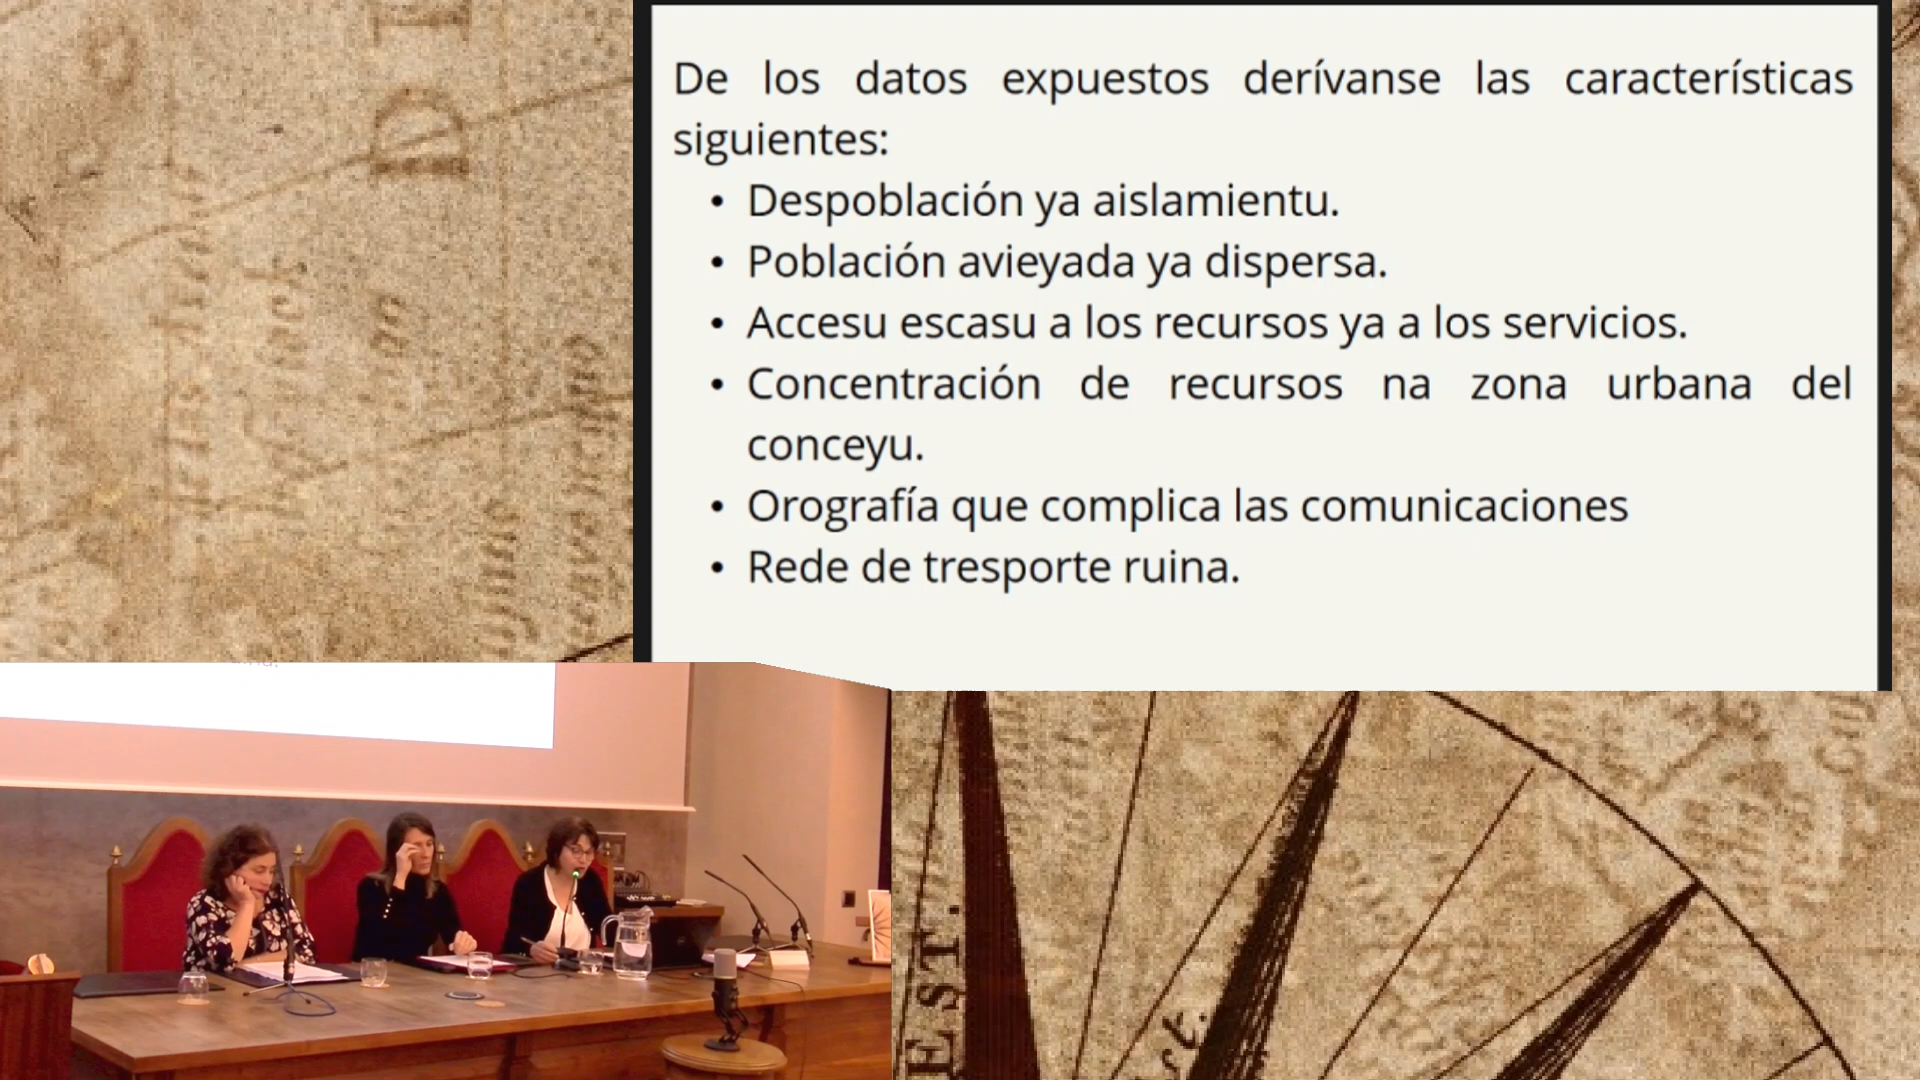 De los datos expuestos derívanse las características
siguientes:
• Despoblación ya aislamientu.
• Población avieyada ya dispersa.
• Accesu escasu a los recursos ya a los servicios.
• Concentración de recursos na zona urbana del
conceyu.
• Orografía que complica las comunicaciones
• Rede de tresporte ruina.
EST.